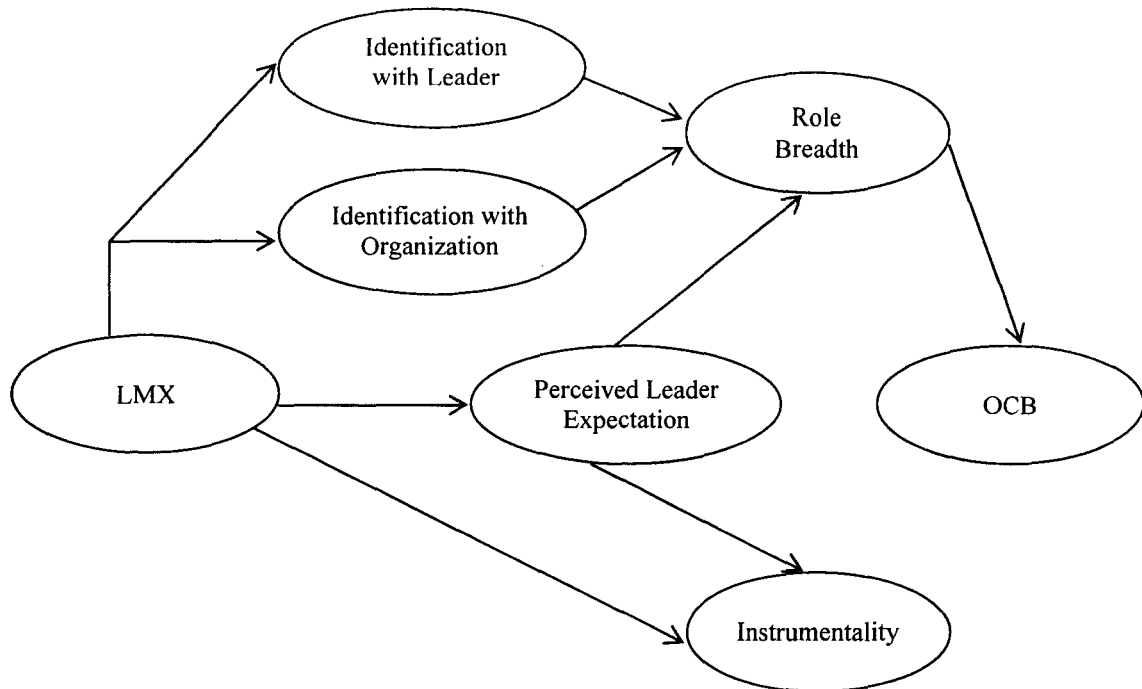 Identification
with Leader
Role
Breadth
Identification with
Organization
LMX
Perceived Leader
Expectation
OCB
Instrumentality